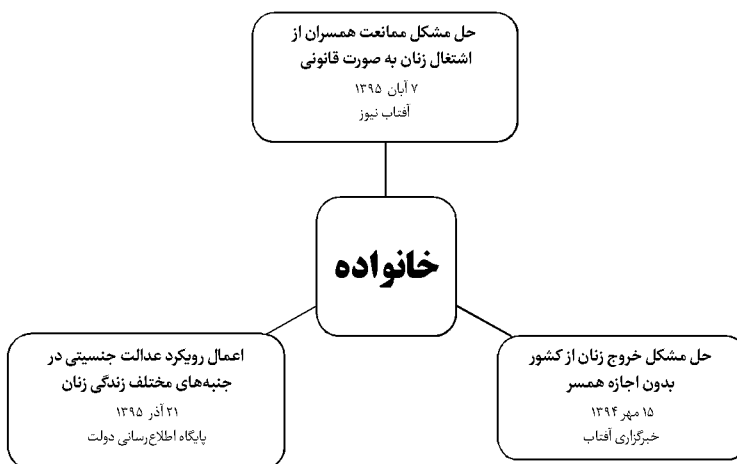 حل مشکل ممانعت همسران از
اشتغال زنان به صورت قانونی
۷ آبان ۱۳۹۵
آفتاب نیوز
خانواده
حل مشکل خروج زنان از کشور
بدون اجازه همسر
۱۵ مهر ۱۳۹۴
خبرگزاری آفتاب
اعمال رویکرد عدالت جنسیتی در
جنبه‌های مختلف زندگی زنان
۲۱ آذر ۱۳۹۵
پایگاه اطلاع‌رسانی دولت